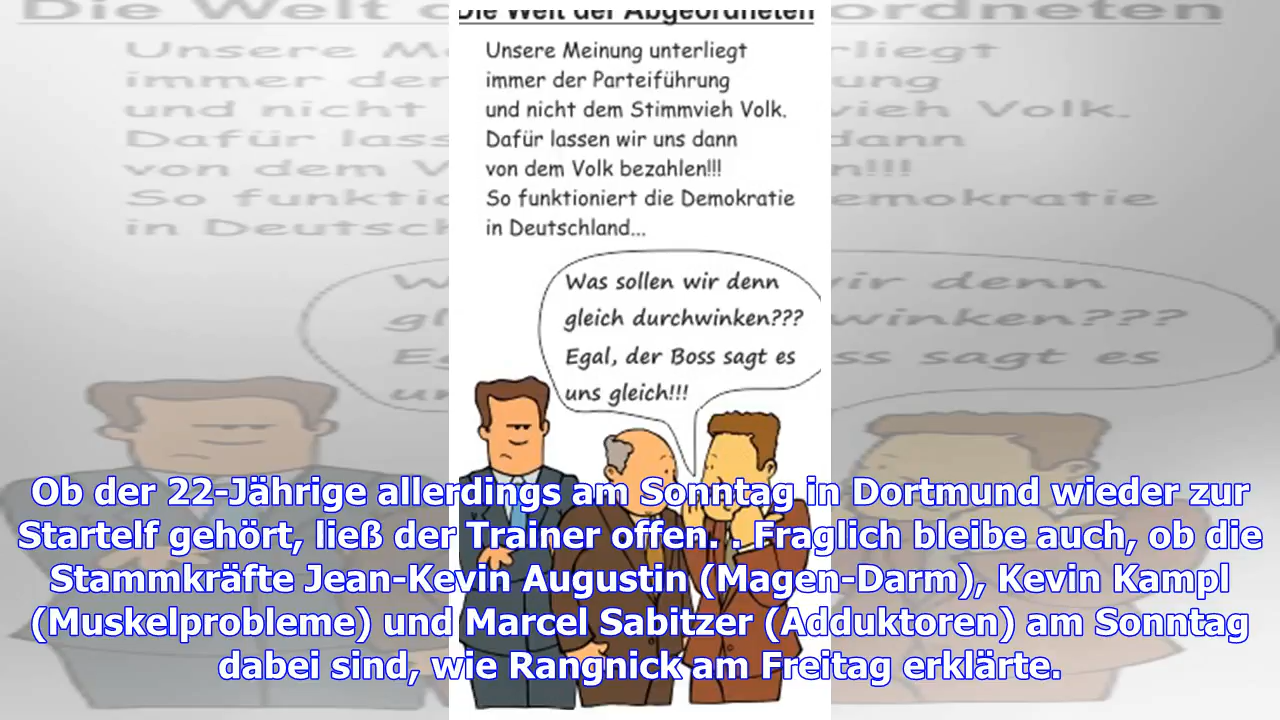 Die Welt der Abgeordneten
Unsere Meinung unterliegt
immer der Parteiführung
und nicht dem Stimmvieh Volk.
Dafür lassen wir uns dann
von dem Volk bezahlen!!!
So funktioniert die Demokratie
in Deutschland...
Was sollen wir denn
gleich durchwinken???
Egal, der Boss sagt es
uns gleich!!!
Ob der 22-Jährige allerdings am Sonntag in Dortmund wieder zur
Startelf gehört, ließ der Trainer offen. . Fraglich bleibe auch, ob die
Stammkräfte Jean-Kevin Augustin (Magen-Darm), Kevin Kampl
(Muskelprobleme) und Marcel Sabitzer (Adduktoren) am Sonntag
dabei sind, wie Rangnick am Freitag erklärte.